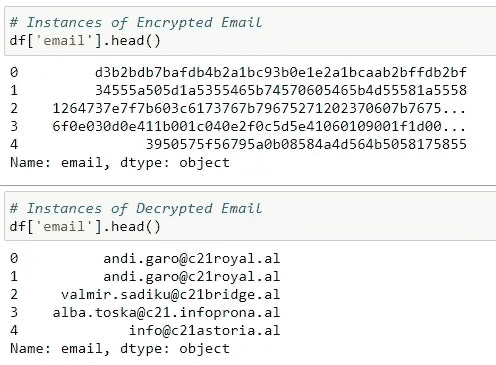 # Instances of Encrypted Email
df['email'].head()
0 d3b2bdb7bafdb4b2a1bc93b0e1e2a1bcaab2bffdb2bf
1 34555a505d1a5355465b74570605465b4d55581a5558
2 1264737e7f7b603c6173767b79675271202370607b7675...
3 6f0e030d0e411b001c040e2f0c5d5e41060109001f1d00...
4 3950575f56795a0b08584a4d564b5058175855
Name: email, dtype: object
# Instances of Decrypted Email
df['email'].head()
0 andi.garo@c21royal.al
1 andi.garo@c21royal.al
2 valmir.sadiku@c21bridge.al
3 alba.toska@c21.infoprona.al
4 info@c21astoria.al
Name: email, dtype: object